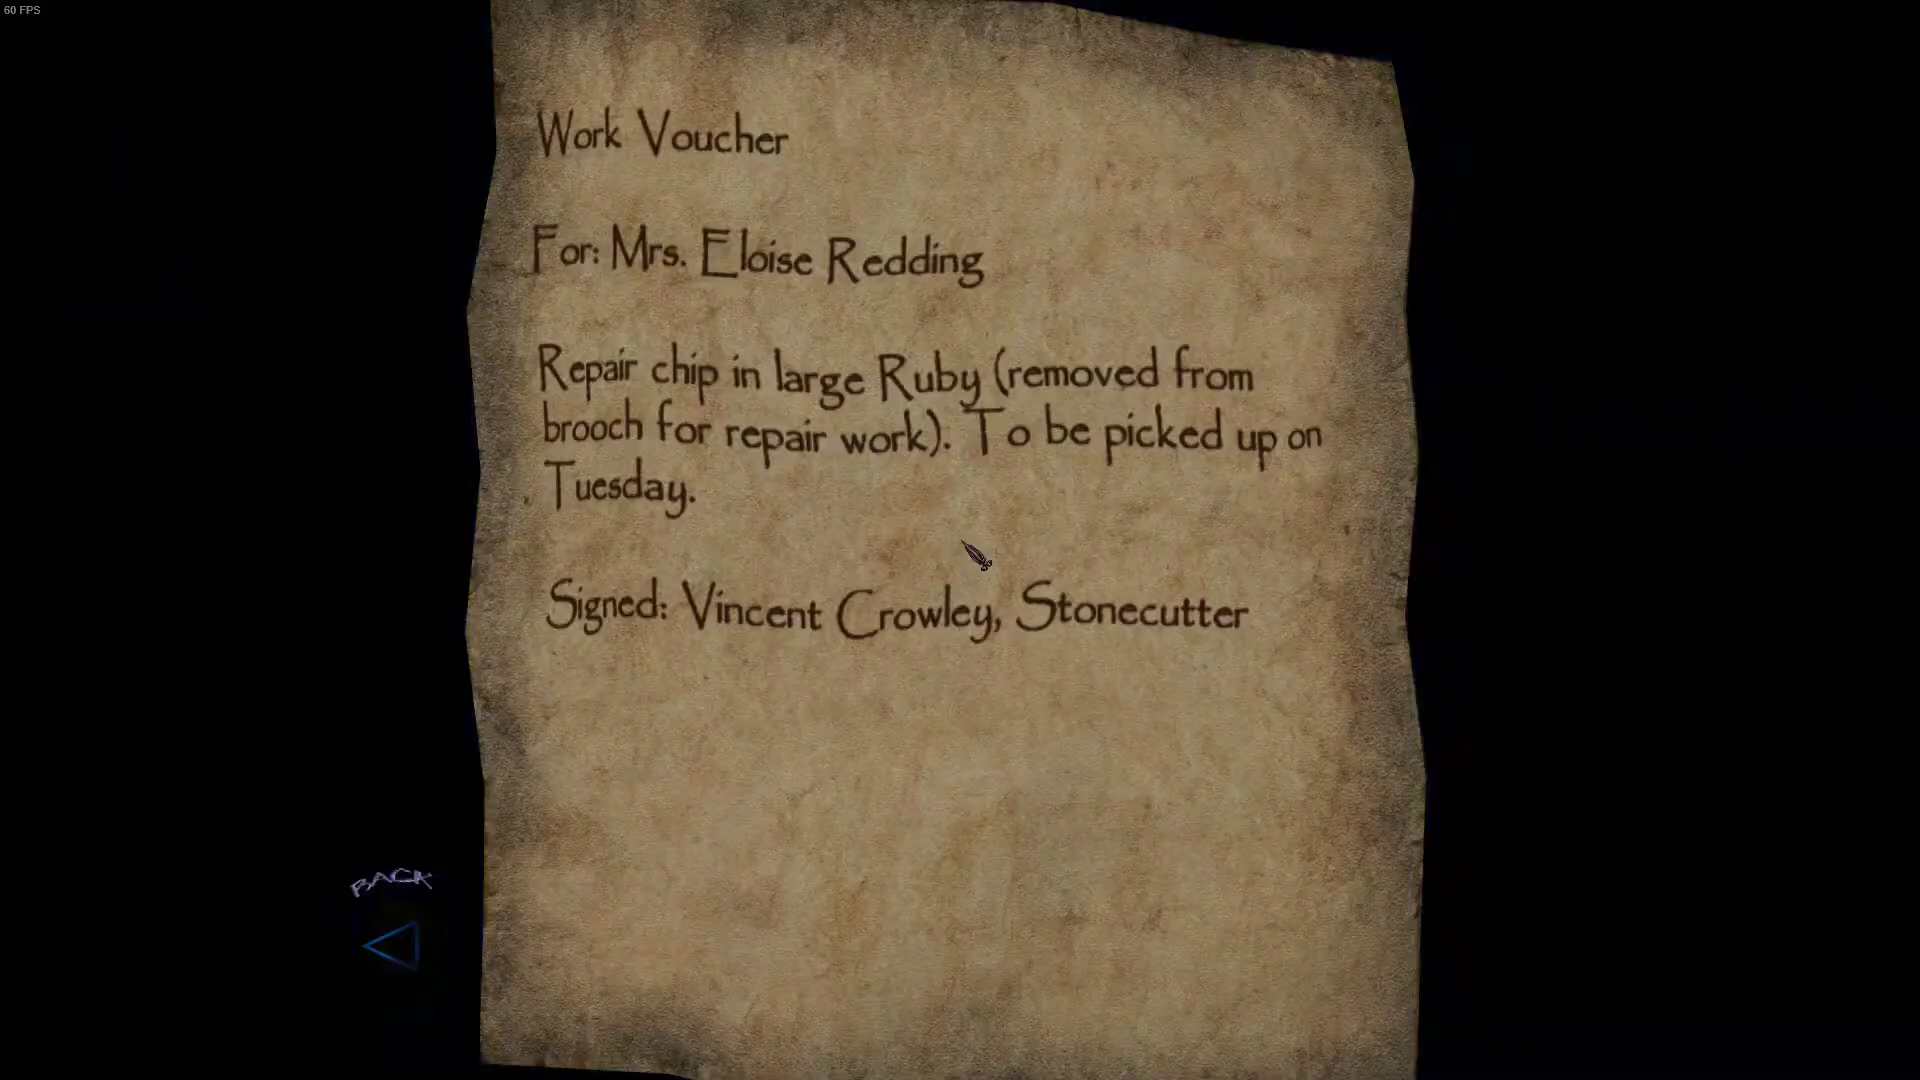 60 FPS
Work Voucher
For: Mrs. Eloise Redding
Repair chip in large Ruby (removed from
brooch for repair work). To be picked up on
Tuesday.
Signed: Vincent Crowley, Stonecutter
BACK